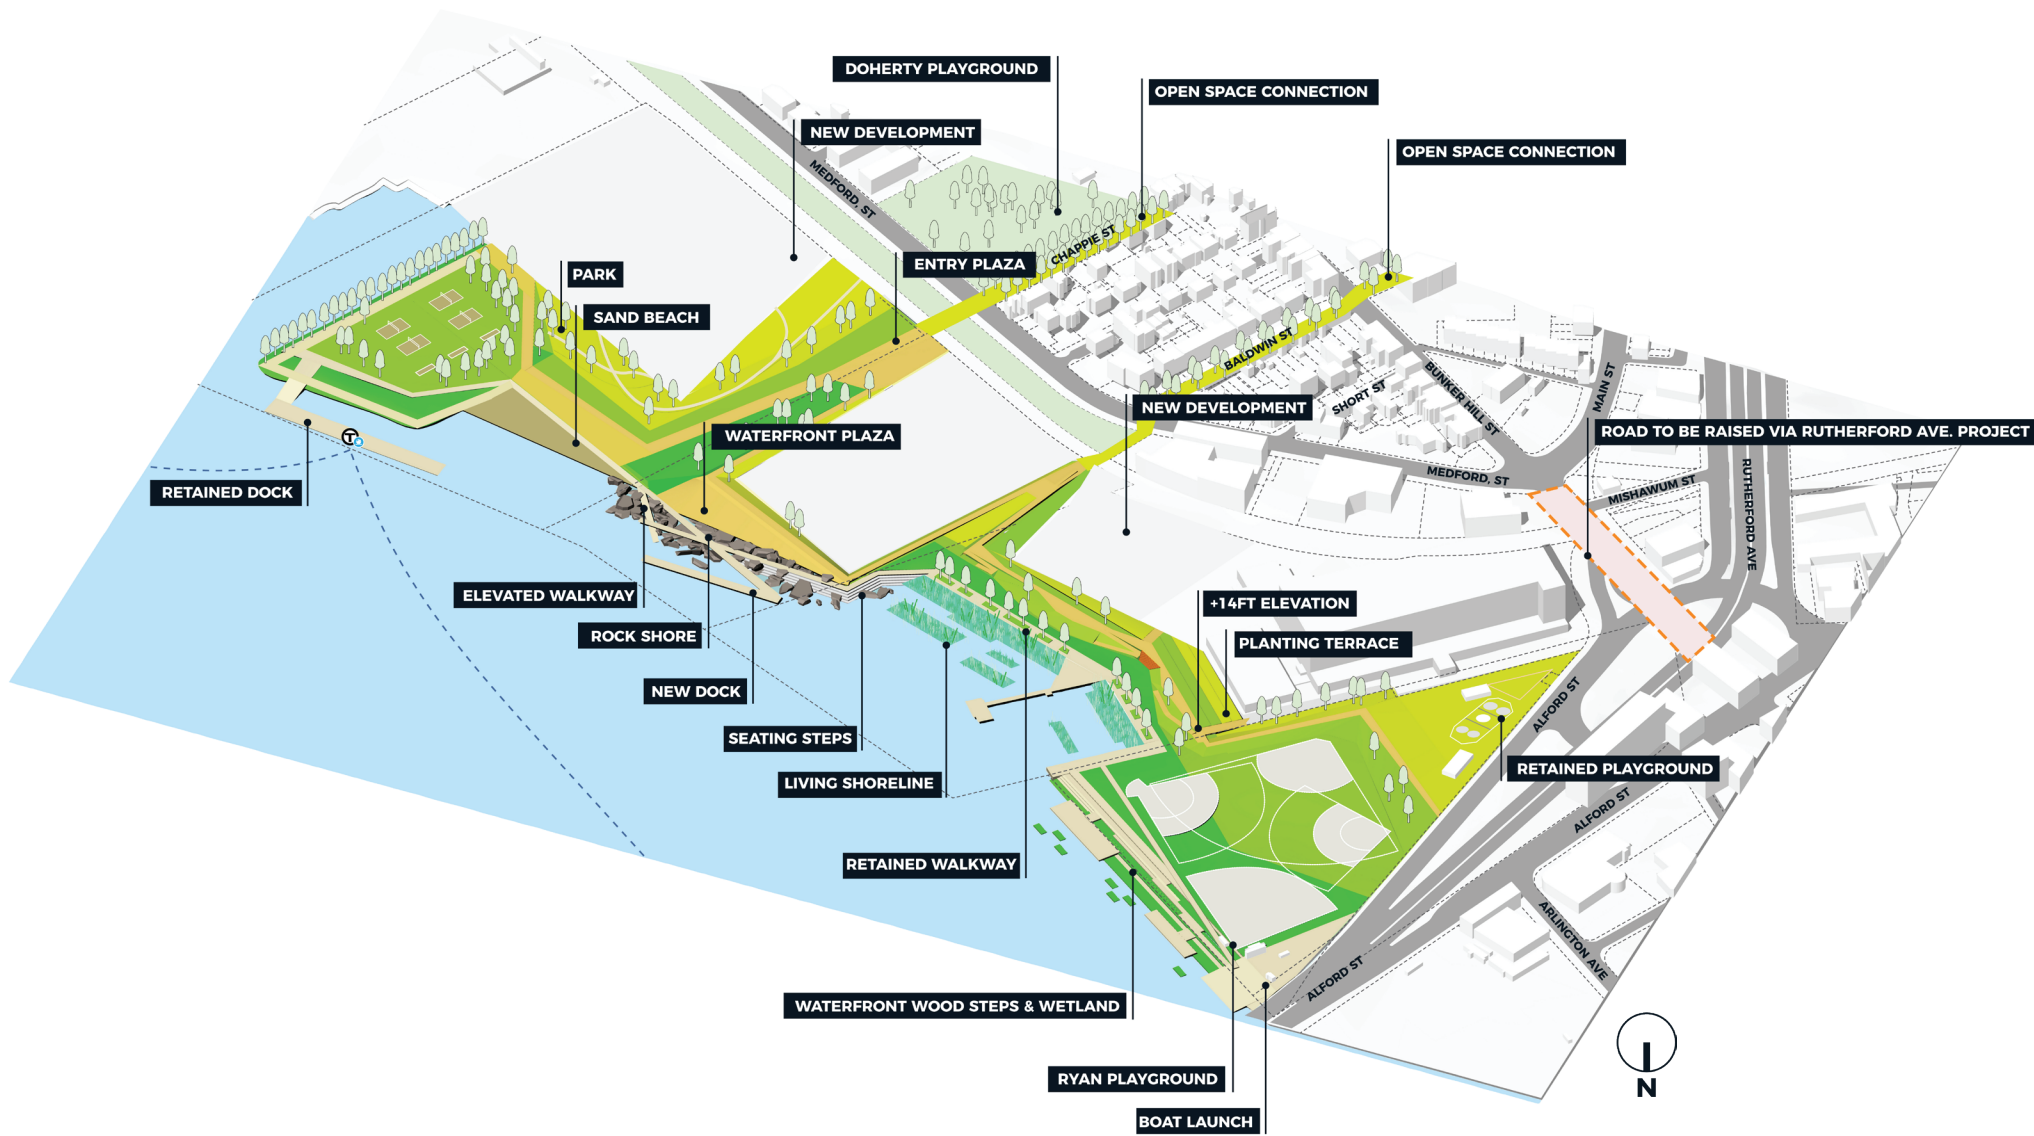 DOHERTY PLAYGROUND
OPEN SPACE CONNECTION
NEW DEVELOPMENT
OPEN SPACE CONNECTION
MEDFORD, ST
CHAPPIE ST
ENTRY PLAZA
PARK
SAND BEACH
BALDWIN ST
SHORT ST
BUNKER HILL ST
MAIN ST
NEW DEVELOPMENT
ROAD TO BE RAISED VIA RUTHERFORD AVE. PROJECT
WATERFRONT PLAZA
T
MEDFORD, ST
MISHAWUM ST
RUTHERFORD AVE
RETAINED DOCK
ELEVATED WALKWAY
+14FT ELEVATION
ROCK SHORE
PLANTING TERRACE
NEW DOCK
ALFORD ST
SEATING STEPS
RETAINED PLAYGROUND
LIVING SHORELINE
ALFORD ST
RETAINED WALKWAY
ARLINGTON AVE
ALFORD ST
WATERFRONT WOOD STEPS & WETLAND
RYAN PLAYGROUND
N
BOAT LAUNCH